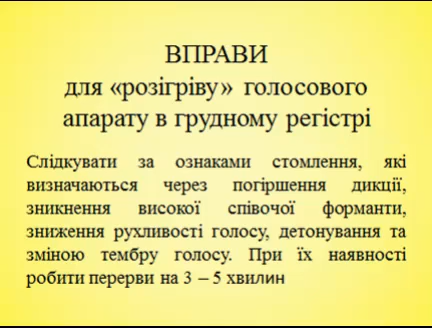 ВПРАВИ
для «розігріву» голосового
апарату в грудному регістрі
Слідкувати за ознаками стомлення, які
визначаються через погіршення дикції,
зникнення високої співочої форманти,
зниження рухливості голосу, детонування та
зміною тембру голосу. При їх наявності
робити перерви на 3 – 5 хвилин